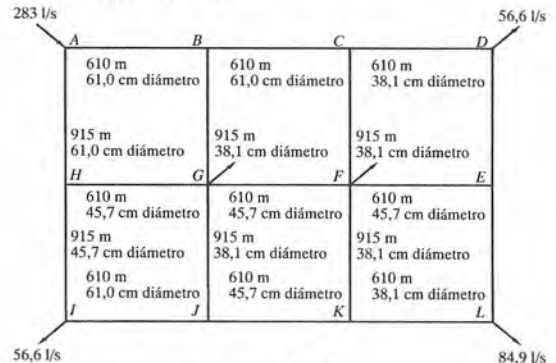 283 l/s
56,6 l/s
A B C D
610 m 610 m 610 m
61,0 cm diámetro 61,0 cm diámetro 38,1 cm diámetro
915 m 915 m 915 m
61,0 cm diámetro 38,1 cm diámetro 38,1 cm diámetro
H G F E
610 m 610 m 610 m
45,7 cm diámetro 45,7 cm diámetro 45,7 cm diámetro
915 m 915 m 915 m
45,7 cm diámetro 38,1 cm diámetro 38,1 cm diámetro
610 m 610 m 610 m
61,0 cm diámetro 45,7 cm diámetro 38,1 cm diámetro
I J K L
56,6 l/s 84,9 l/s